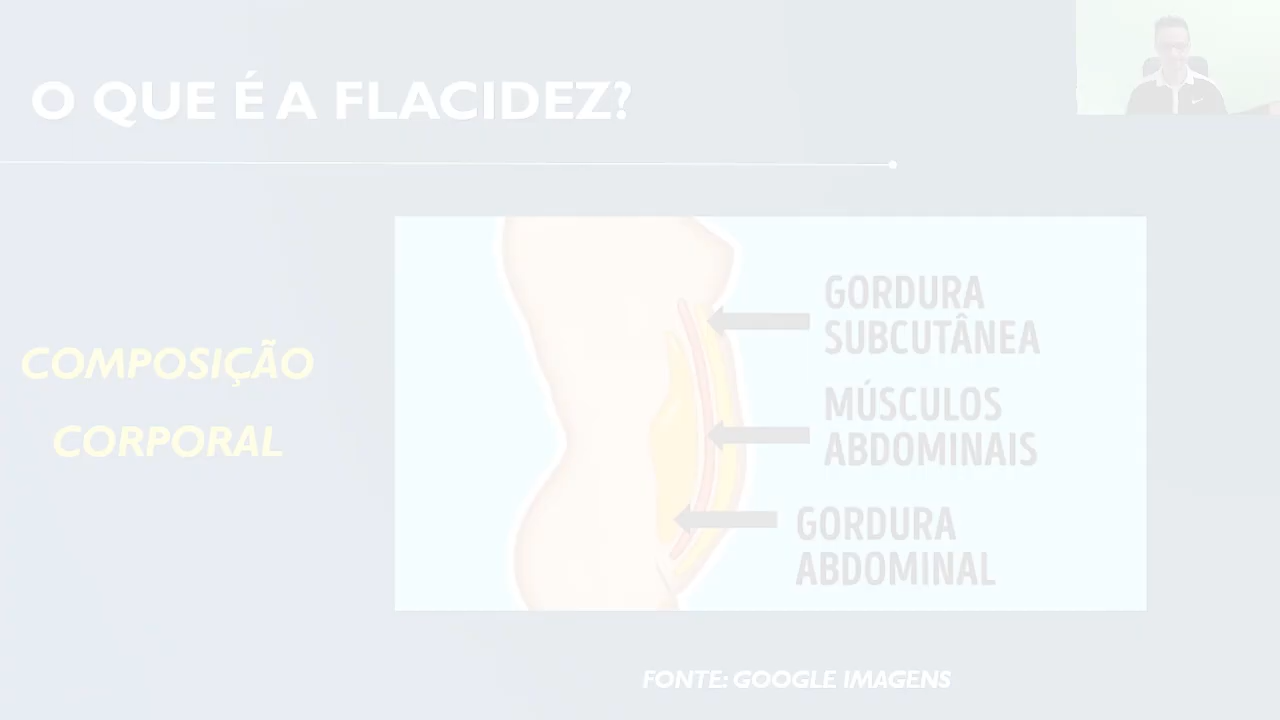 O QUE É A FLACIDEZ?
COMPOSIÇÃO
CORPORAL
GORDURA
SUBCUTÂNEA
MÚSCULOS
ABDOMINAIS
GORDURA
ABDOMINAL
FONTE: GOOGLE IMAGENS